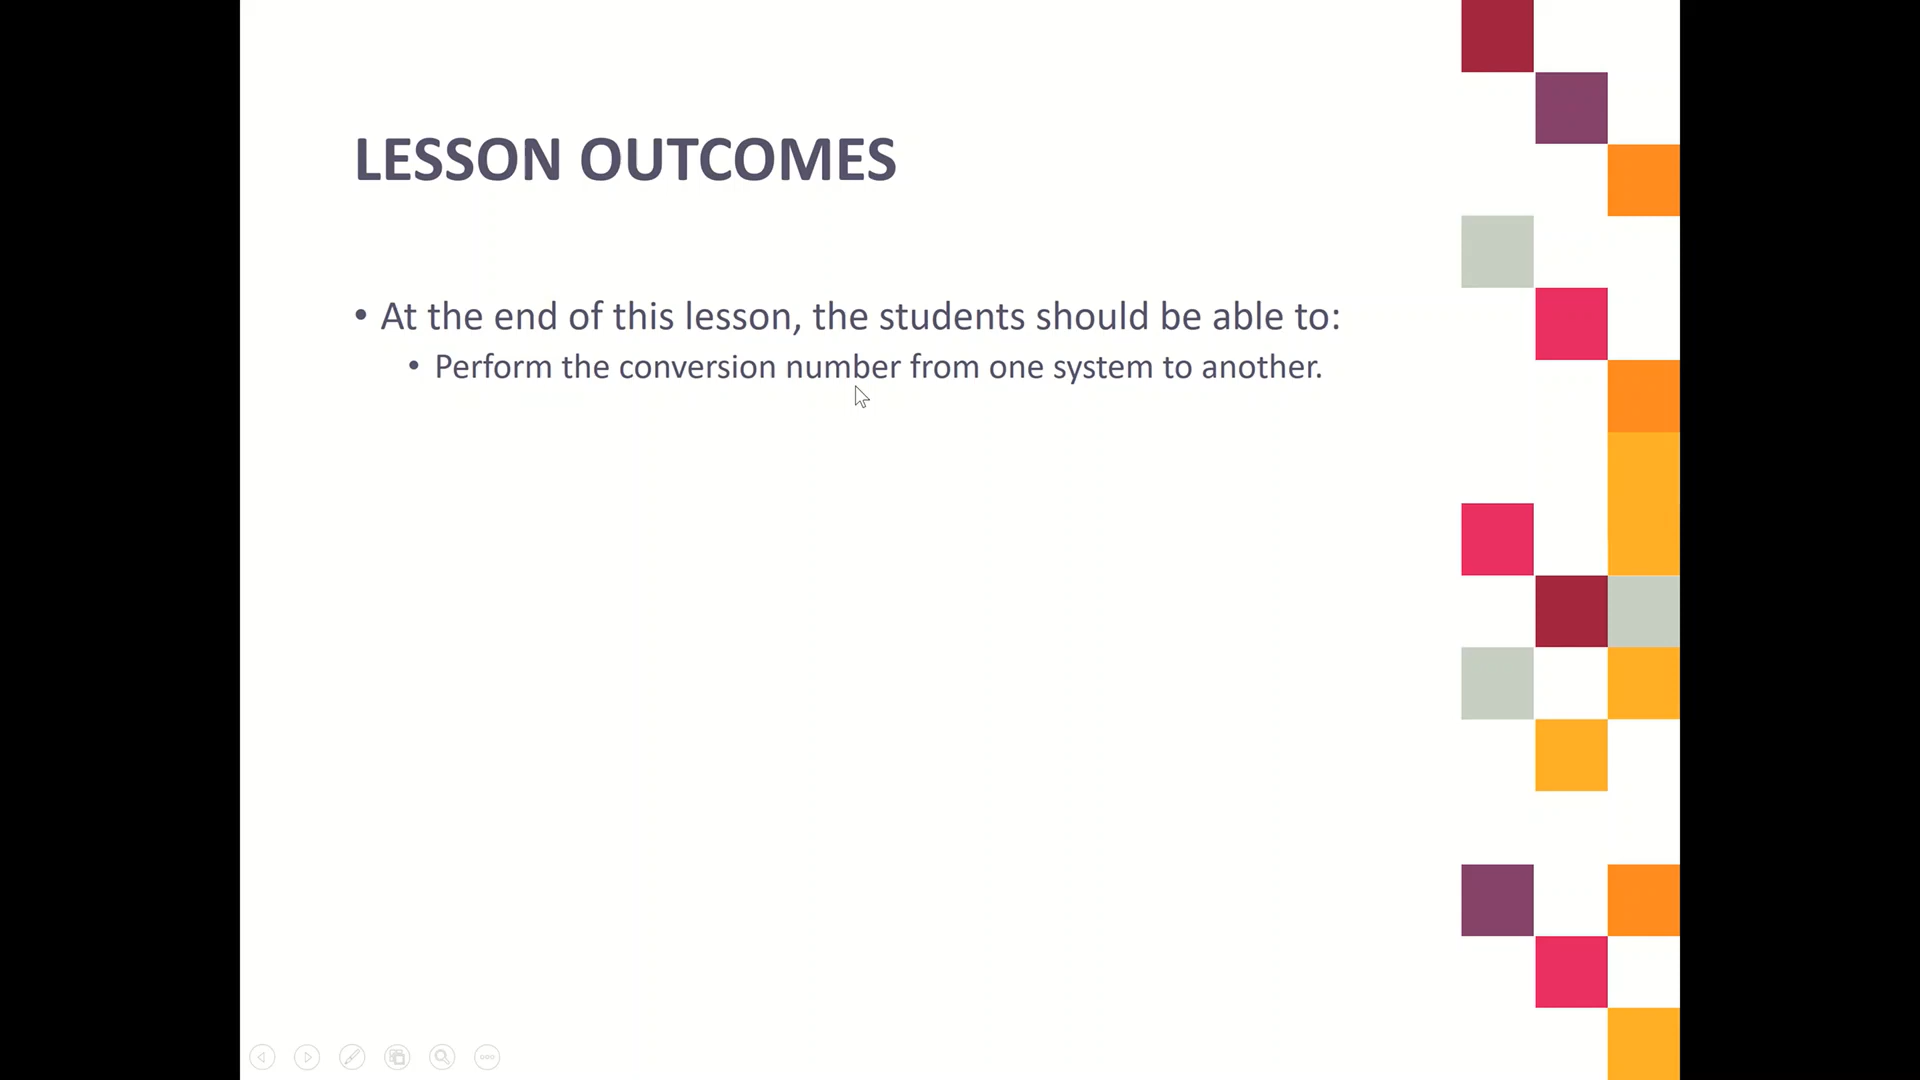 LESSON OUTCOMES
• At the end of this lesson, the students should be able to:
• Perform the conversion number from one system to another.